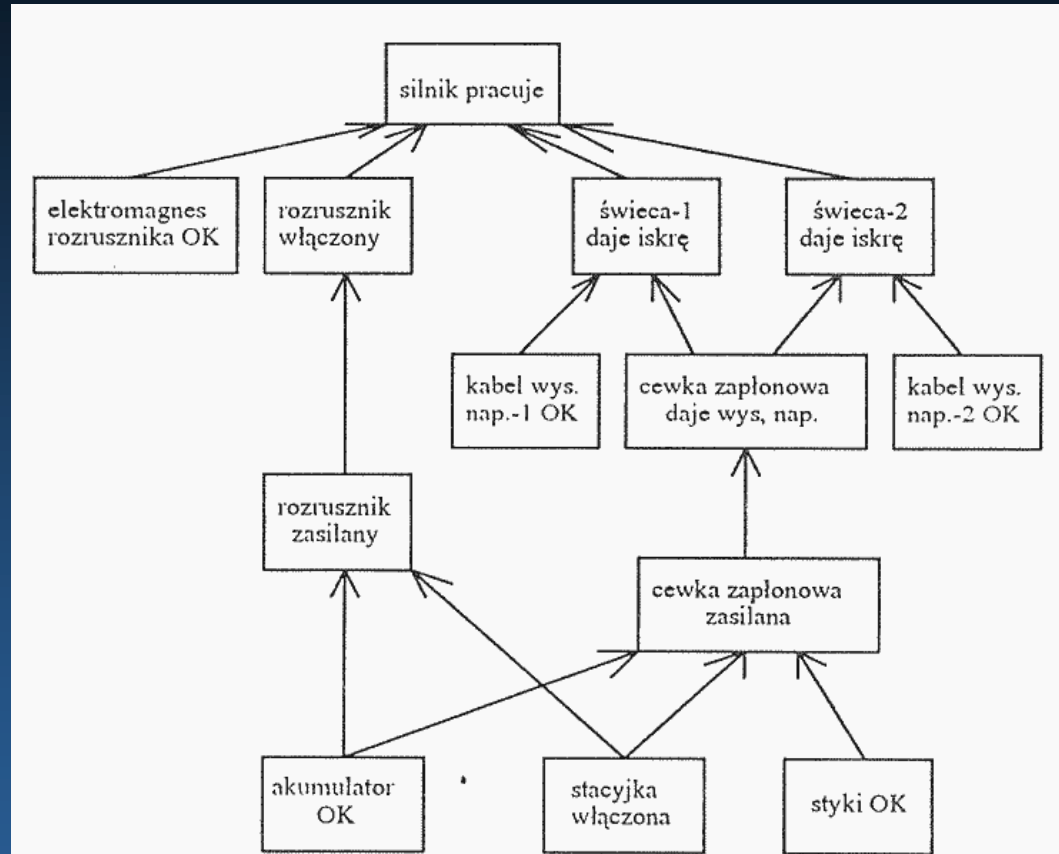 silnik pracuje
elektromagnes
rozrusznika OK
rozrusznik
włączony
świeca-1
daje iskrę
świeca-2
daje iskrę
kabel wys.
nap.-1 OK
cewka zapłonowa
daje wys, nap.
kabel wys.
nap.-2 OK
rozrusznik
zasilany
cewka zapłonowa
zasilana
akumulator
OK
stacyjka
włączona
styki OK